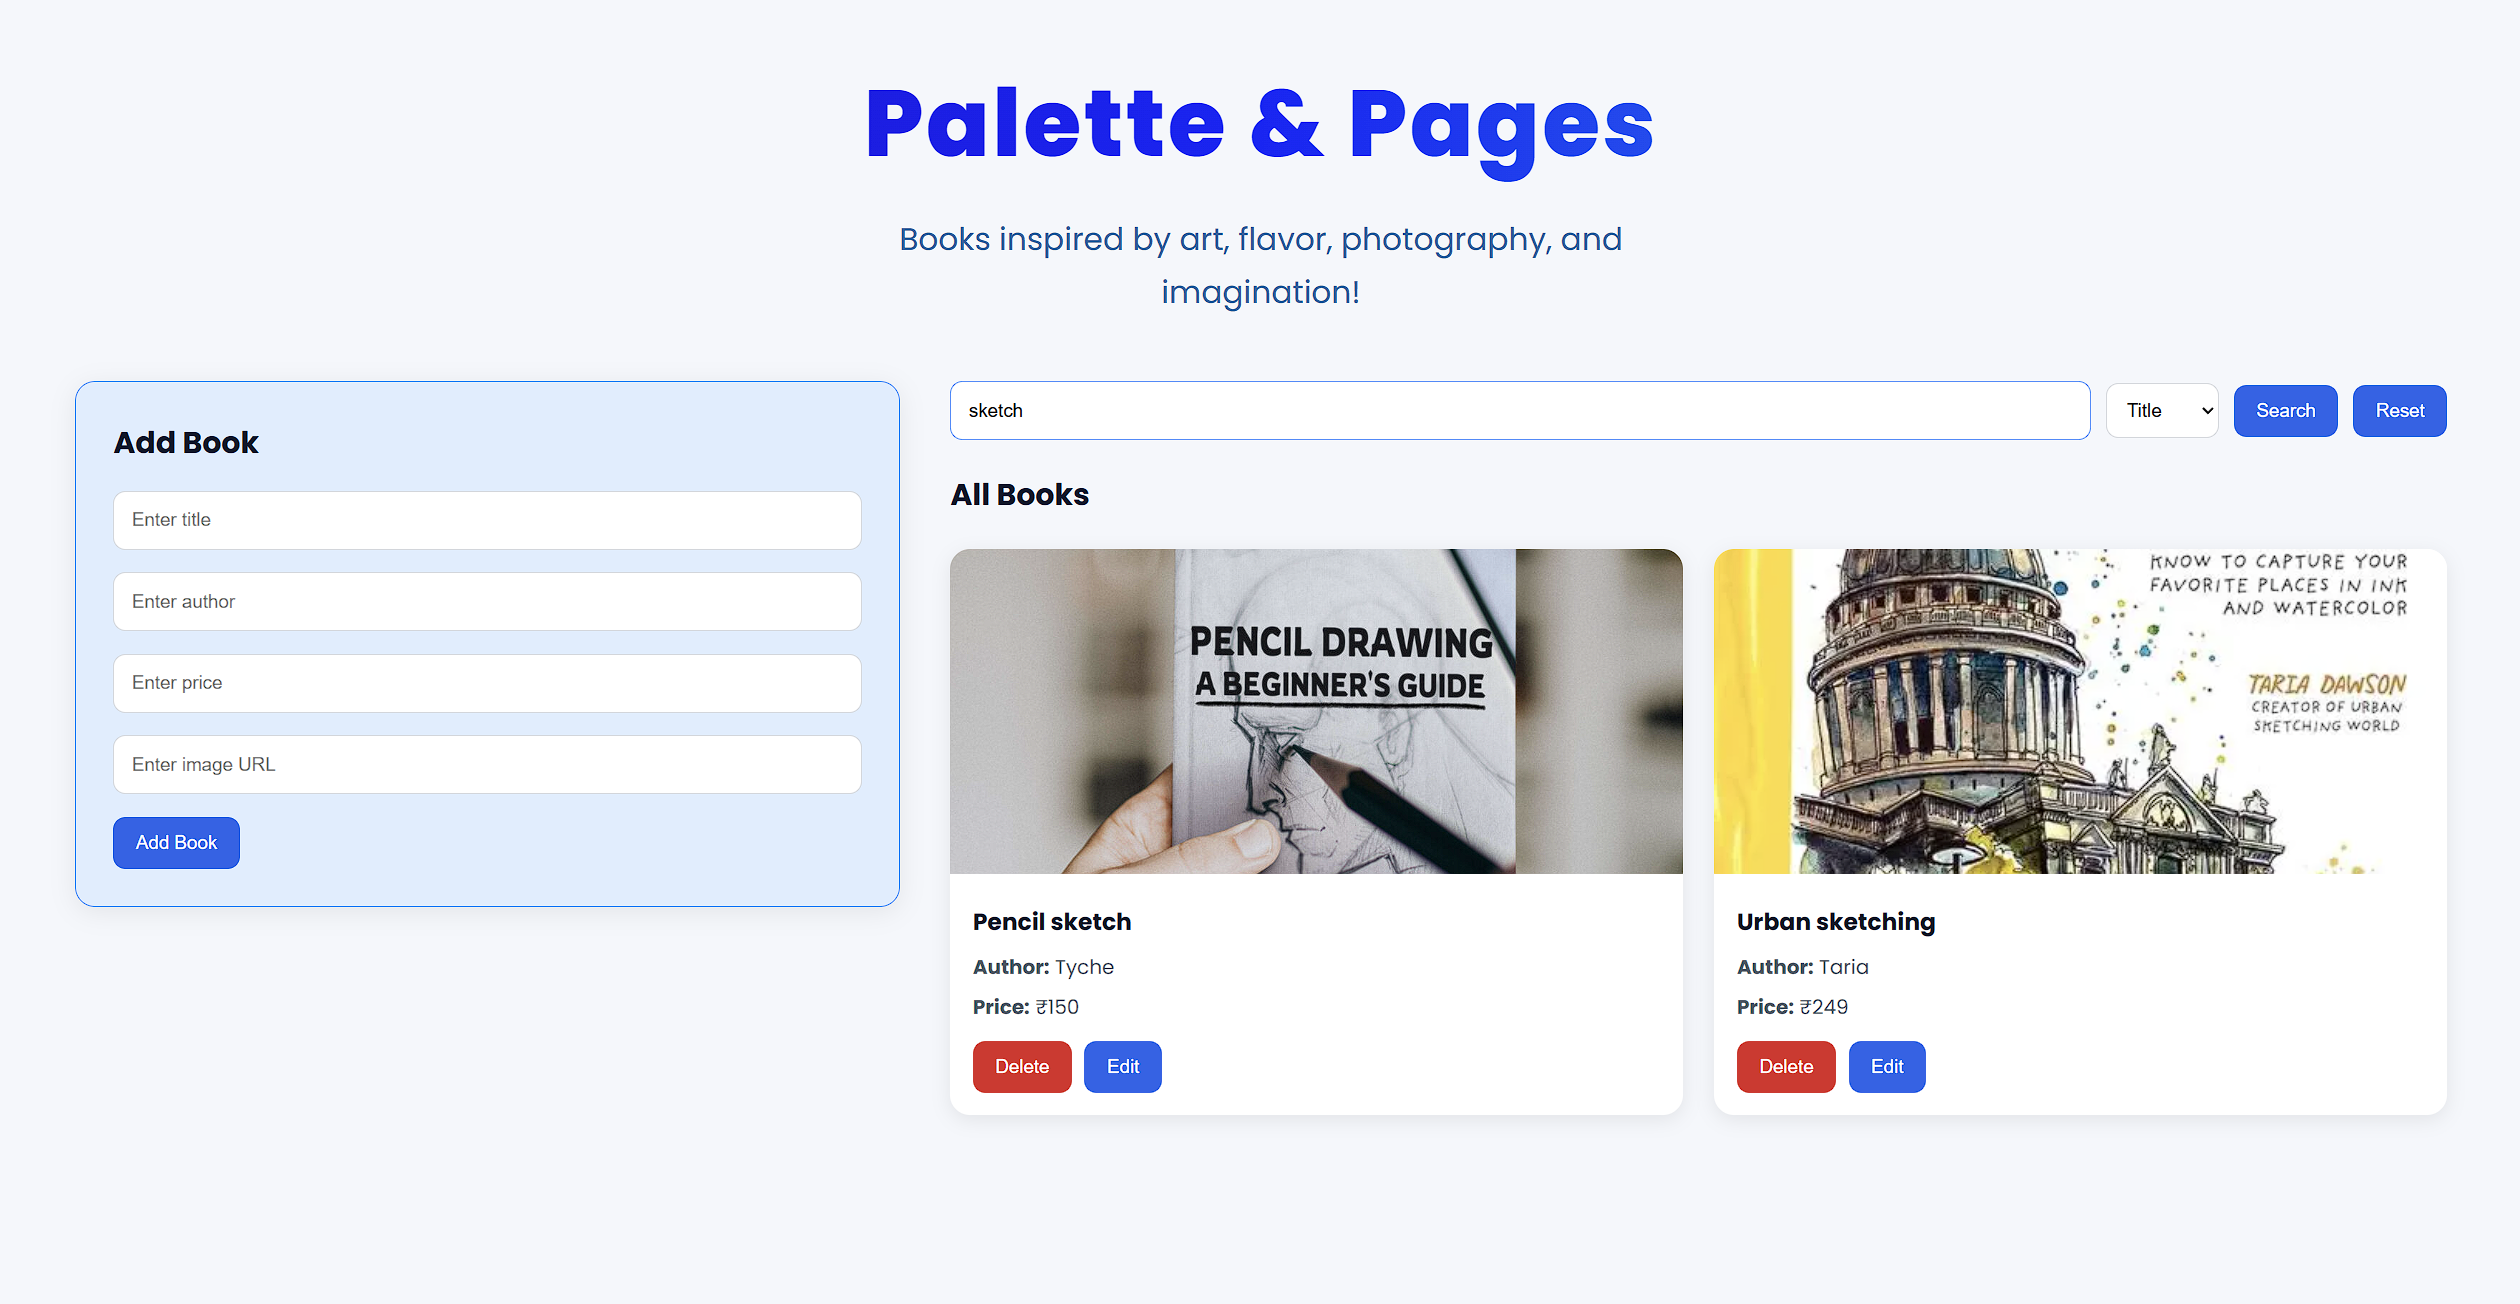 Palette & Pages
Books inspired by art, flavor, photography, and
imagination!
Add Book
Enter title
Enter author
Enter price
Enter image URL
Add Book
sketch
Title
Search
Reset
All Books
PENCIL DRAWING
A BEGINNER'S GUIDE
Pencil sketch
Author: Tyche
Price: ₹150
Delete
Edit
KNOW TO CAPTURE YOUR
FAVORITE PLACES IN INK
AND WATERCOLOR
TARIA DAWSON
CREATOR OF URBAN
SKETCHING WORLD
Urban sketching
Author: Taria
Price: ₹249
Delete
Edit